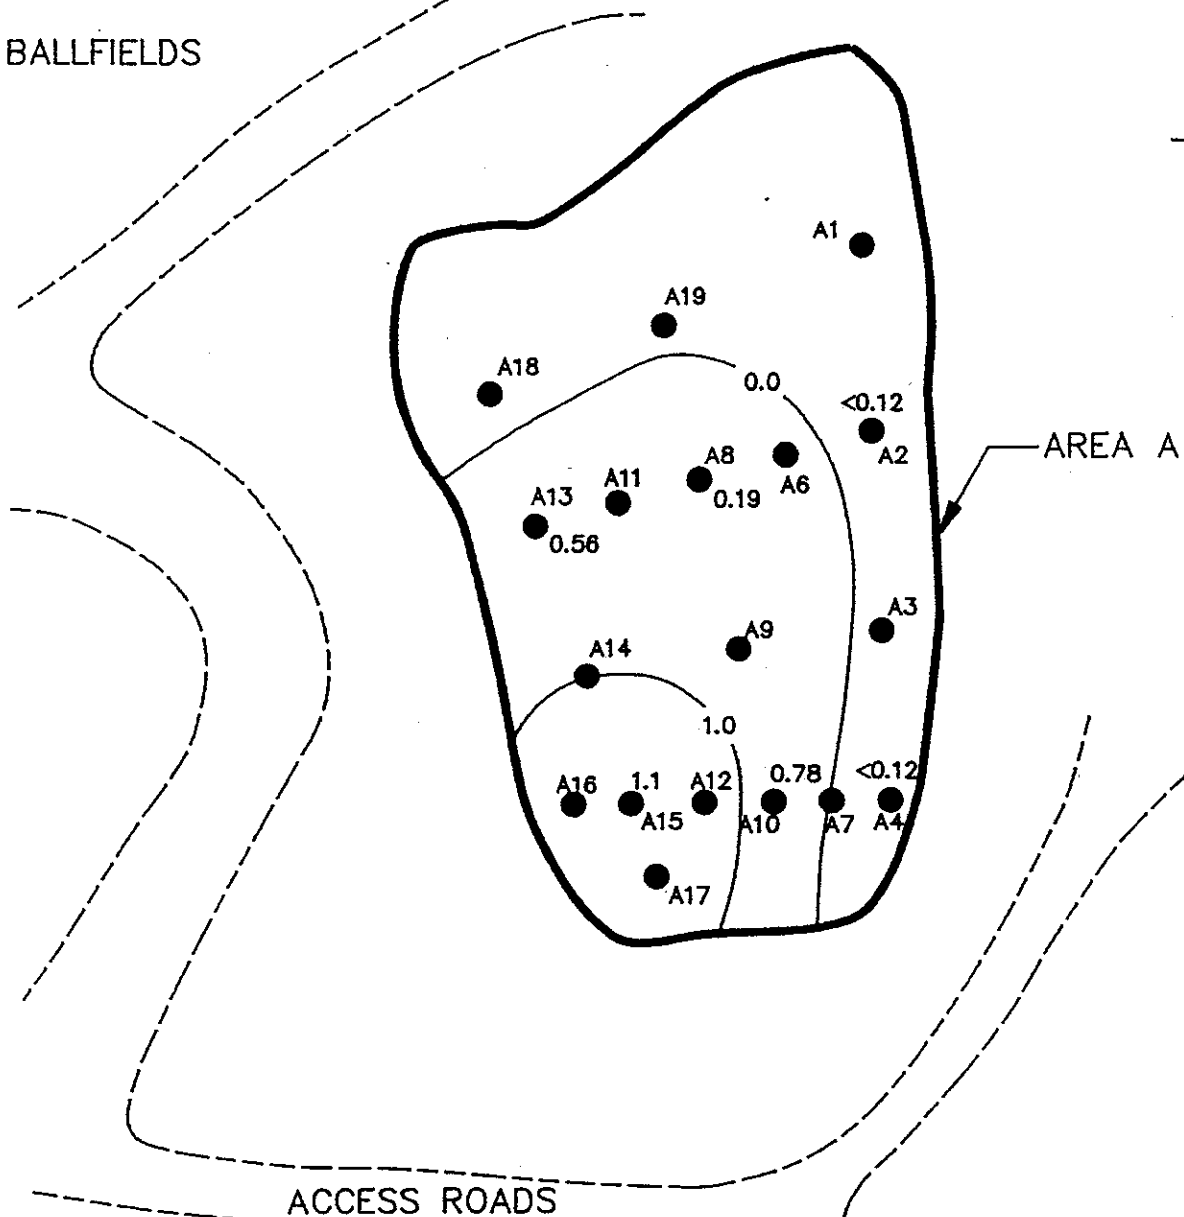 BALLFIELDS
A1
A19
A18
0.0
<0.12
A2
AREA A
A8
A6
0.19
A11
A13
0.56
A3
A9
A14
1.0
0.78
<0.12
A16
1.1
A12
A15
A10
A7
A4
A17
ACCESS ROADS